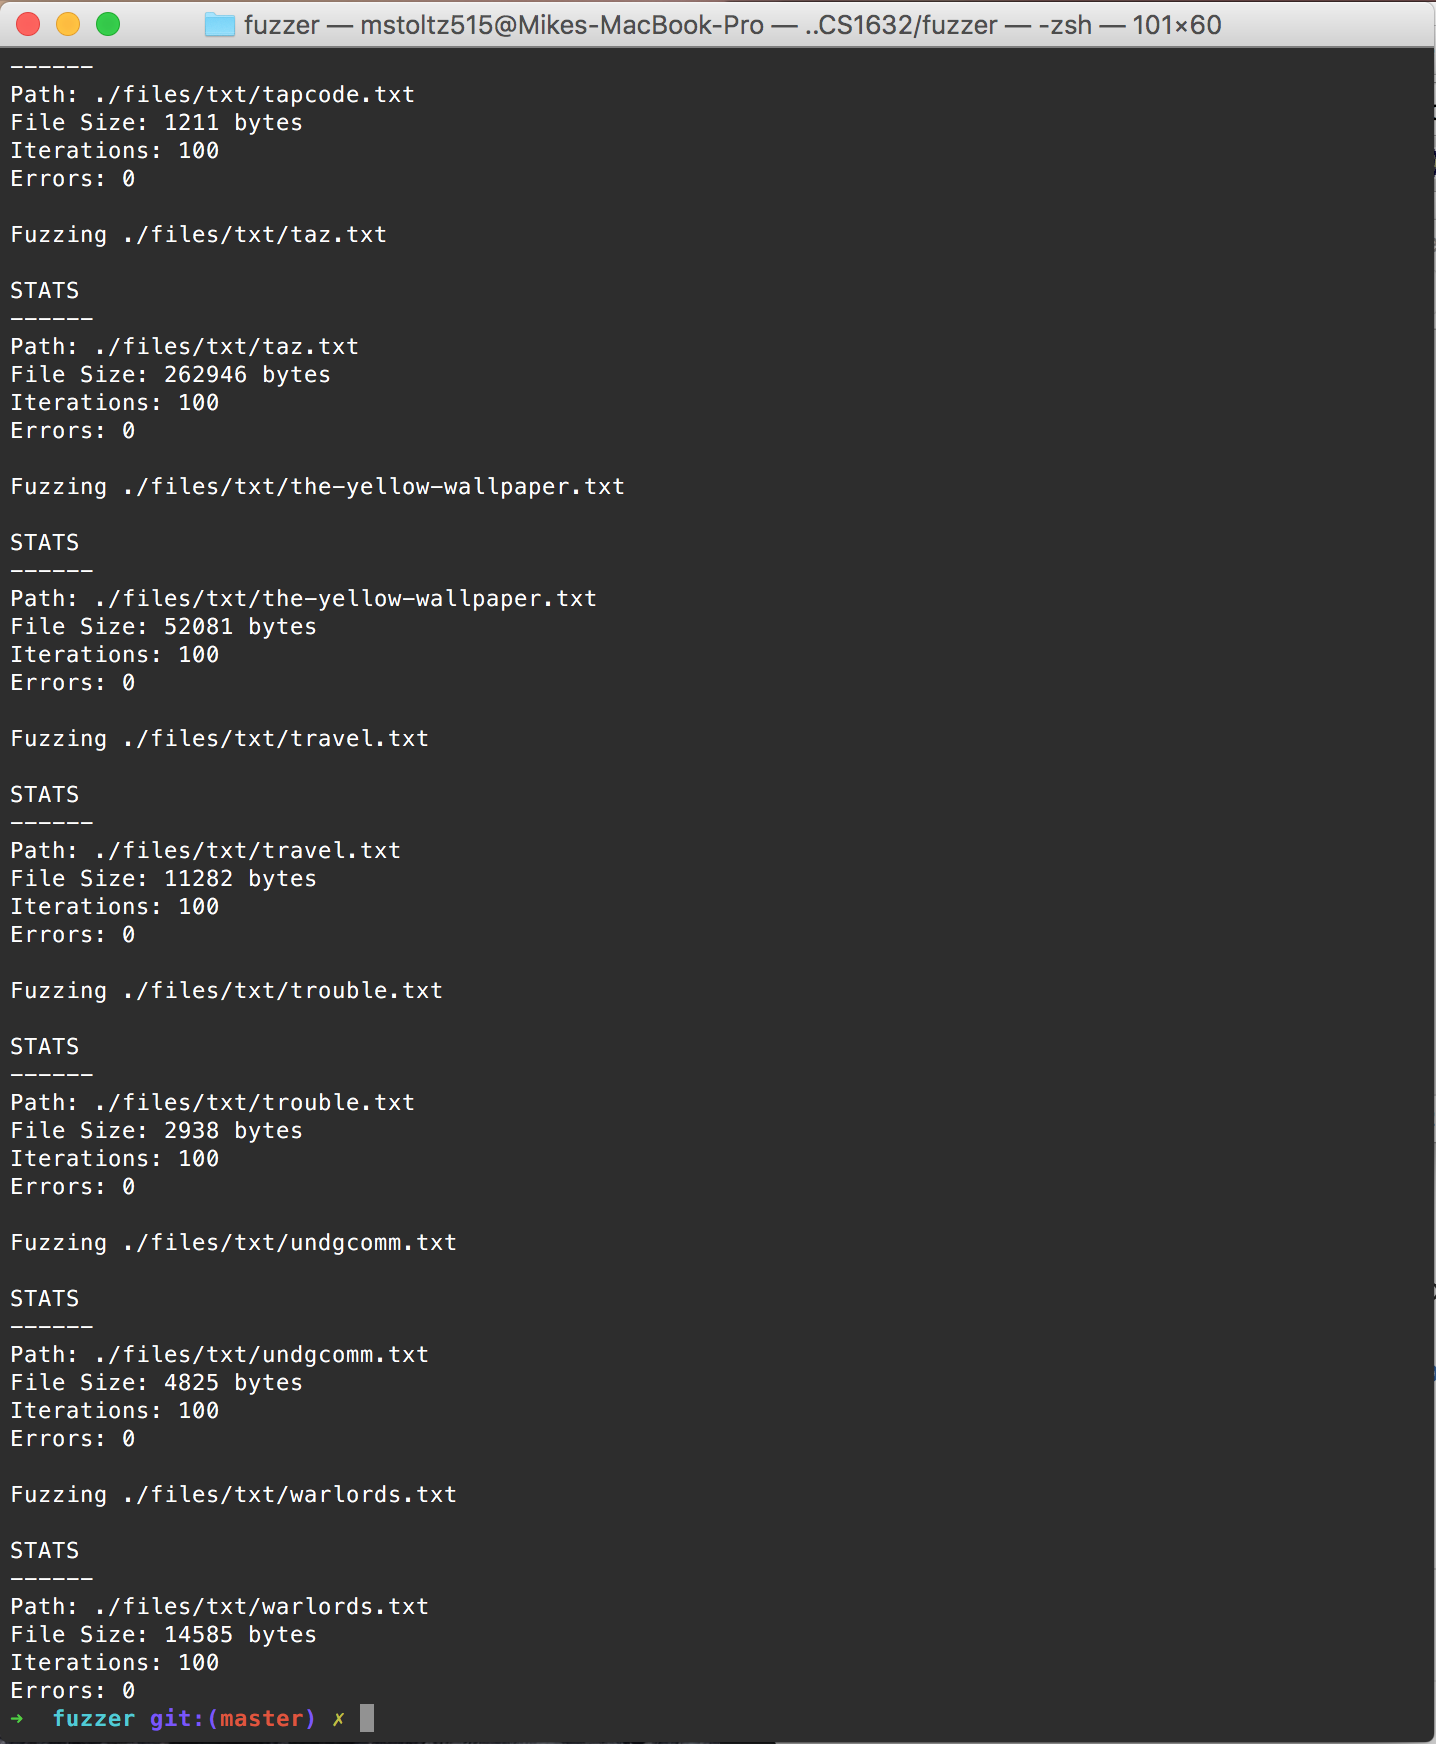 fuzzer — mstoltz515@Mikes-MacBook-Pro — ..CS1632/fuzzer — -zsh — 101×60
------
Path: ./files/txt/tapcode.txt
File Size: 1211 bytes
Iterations: 100
Errors: 0
Fuzzing ./files/txt/taz.txt
STATS
------
Path: ./files/txt/taz.txt
File Size: 262946 bytes
Iterations: 100
Errors: 0
Fuzzing ./files/txt/the-yellow-wallpaper.txt
STATS
------
Path: ./files/txt/the-yellow-wallpaper.txt
File Size: 52081 bytes
Iterations: 100
Errors: 0
Fuzzing ./files/txt/travel.txt
STATS
------
Path: ./files/txt/travel.txt
File Size: 11282 bytes
Iterations: 100
Errors: 0
Fuzzing ./files/txt/trouble.txt
STATS
------
Path: ./files/txt/trouble.txt
File Size: 2938 bytes
Iterations: 100
Errors: 0
Fuzzing ./files/txt/undgcomm.txt
STATS
------
Path: ./files/txt/undgcomm.txt
File Size: 4825 bytes
Iterations: 100
Errors: 0
Fuzzing ./files/txt/warlords.txt
STATS
------
Path: ./files/txt/warlords.txt
File Size: 14585 bytes
Iterations: 100
Errors: 0
➜  fuzzer git:(master) ✗